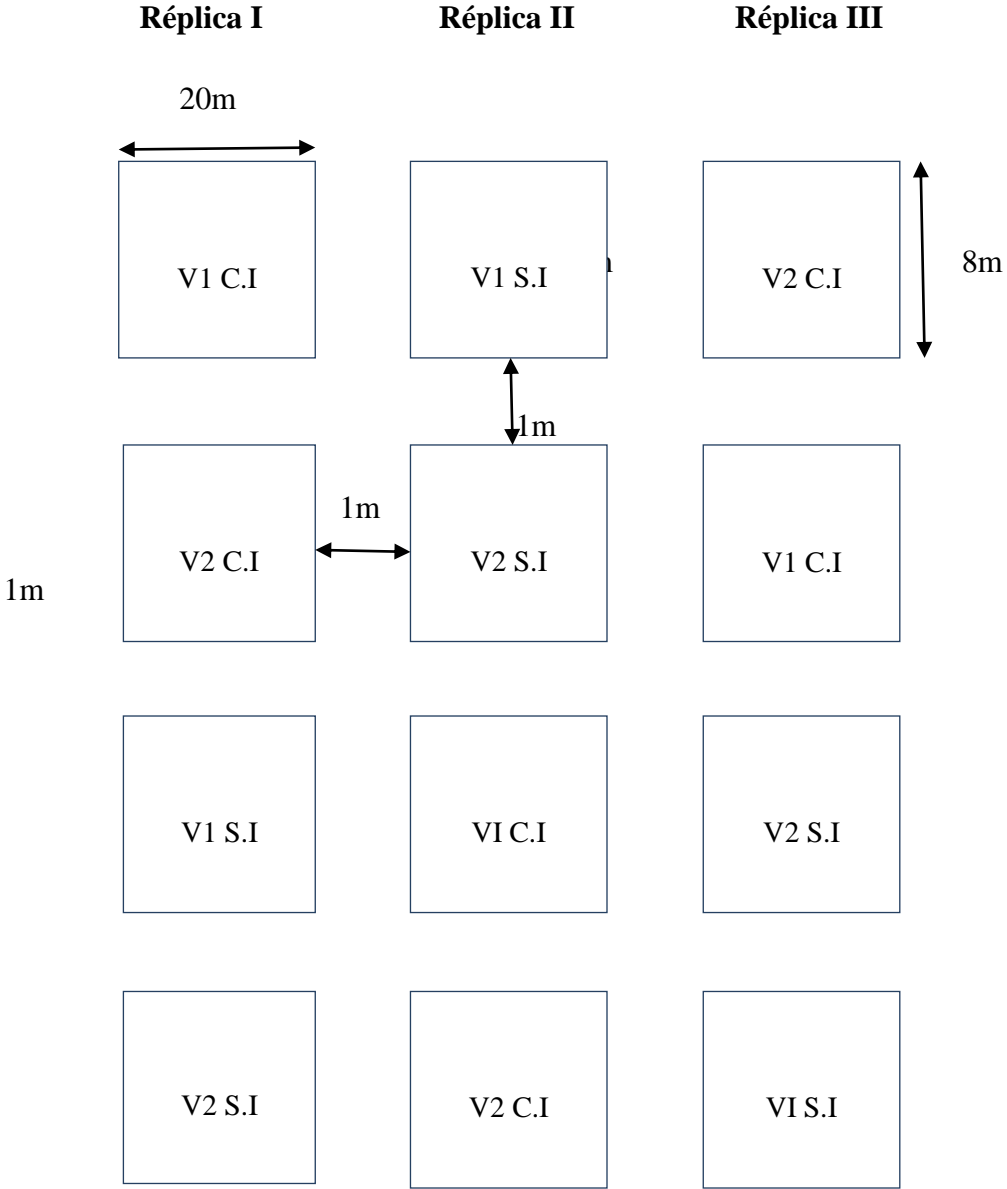 Réplica I Réplica II Réplica III
20m
V1 C.I V1 S.I V2 C.I 8m
1m
1m
V2 C.I V2 S.I V1 C.I
1m
V1 S.I VI C.I V2 S.I
V2 S.I V2 C.I VI S.I